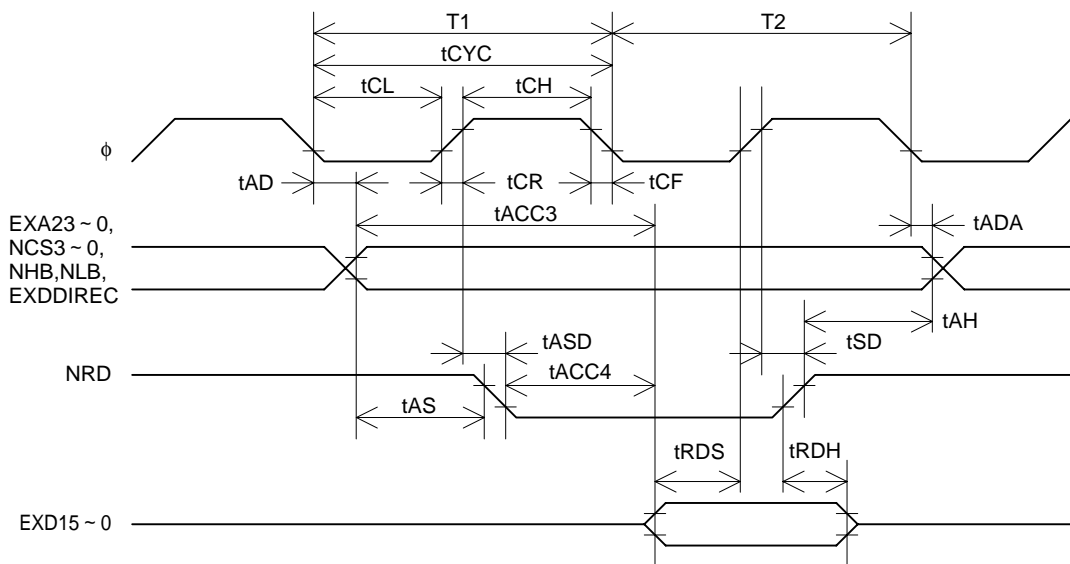 T1 T2
tCYC
tCL tCH
ϕ
tAD tCR tCF
tACC3
tADA
EXA23 ~ 0,
NCS3 ~ 0,
NHB,NLB,
EXDDIREC
tAH
tASD tSD
NRD
tACC4
tAS
tRDS tRDH
EXD15 ~ 0